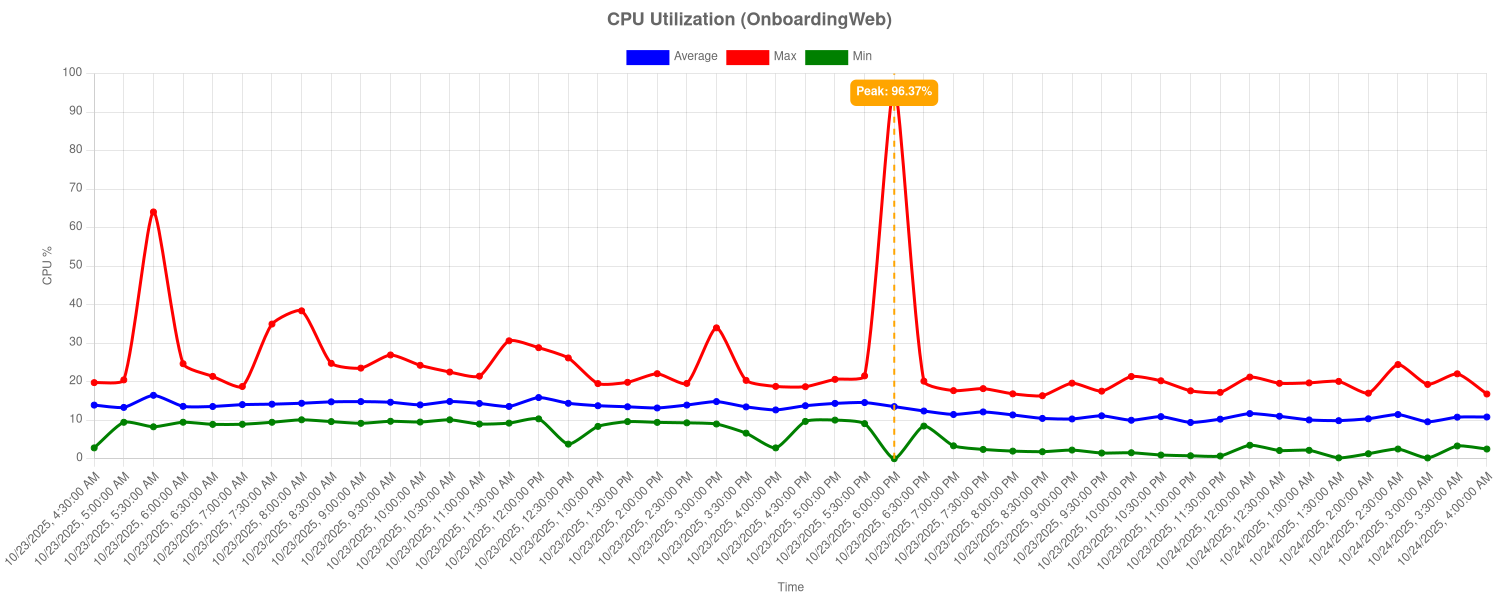 CPU Utilization (OnboardingWeb)
Average
Max
Min
100
90
80
70
60
50
40
30
20
10
0
CPU %
Peak: 96.37%
10/23/2025, 4:30:00 AM
10/23/2025, 5:00:00 AM
10/23/2025, 5:30:00 AM
10/23/2025, 6:00:00 AM
10/23/2025, 6:30:00 AM
10/23/2025, 7:00:00 AM
10/23/2025, 7:30:00 AM
10/23/2025, 8:00:00 AM
10/23/2025, 8:30:00 AM
10/23/2025, 9:00:00 AM
10/23/2025, 9:30:00 AM
10/23/2025, 10:00:00 AM
10/23/2025, 10:30:00 AM
10/23/2025, 11:00:00 AM
10/23/2025, 11:30:00 AM
10/23/2025, 12:00:00 PM
10/23/2025, 12:30:00 PM
10/23/2025, 1:00:00 PM
10/23/2025, 1:30:00 PM
10/23/2025, 2:00:00 PM
10/23/2025, 2:30:00 PM
10/23/2025, 3:00:00 PM
10/23/2025, 3:30:00 PM
10/23/2025, 4:00:00 PM
10/23/2025, 4:30:00 PM
10/23/2025, 5:00:00 PM
10/23/2025, 5:30:00 PM
10/23/2025, 6:00:00 PM
10/23/2025, 6:30:00 PM
10/23/2025, 7:00:00 PM
10/23/2025, 7:30:00 PM
10/23/2025, 8:00:00 PM
10/23/2025, 8:30:00 PM
10/23/2025, 9:00:00 PM
10/23/2025, 9:30:00 PM
10/23/2025, 10:00:00 PM
10/23/2025, 10:30:00 PM
10/23/2025, 11:00:00 PM
10/23/2025, 11:30:00 PM
10/24/2025, 12:00:00 AM
10/24/2025, 12:30:00 AM
10/24/2025, 1:00:00 AM
10/24/2025, 1:30:00 AM
10/24/2025, 2:00:00 AM
10/24/2025, 2:30:00 AM
10/24/2025, 3:00:00 AM
10/24/2025, 3:30:00 AM
10/24/2025, 4:00:00 AM
Time